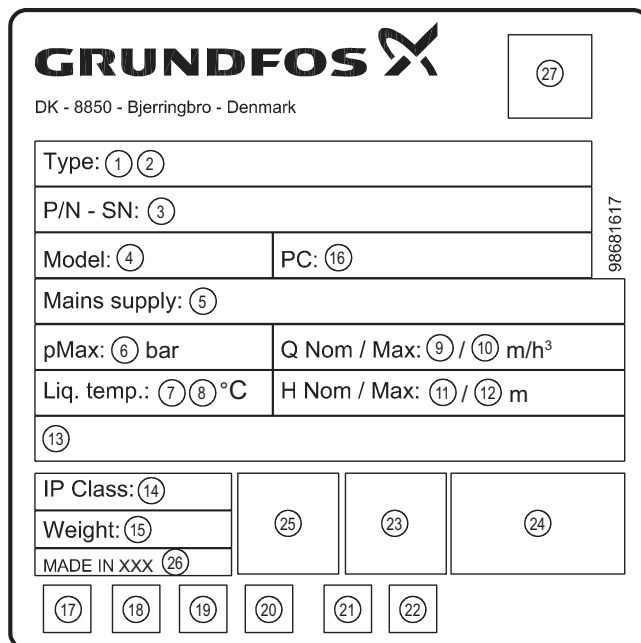 GRUNDFOS
27
DK - 8850 - Bjerringbro - Denmark
Type: 1 2
P/N - SN: 3
98681617
Model: 4 PC: 16
Mains supply: 5
pMax: 6 bar Q Nom / Max: 9 / 10 m/h³
Liq. temp.: 7 8 °C H Nom / Max: 11 / 12 m
13
IP Class: 14
Weight: 15
MADE IN XXX 26
25 23 24
17 18 19 20 21 22